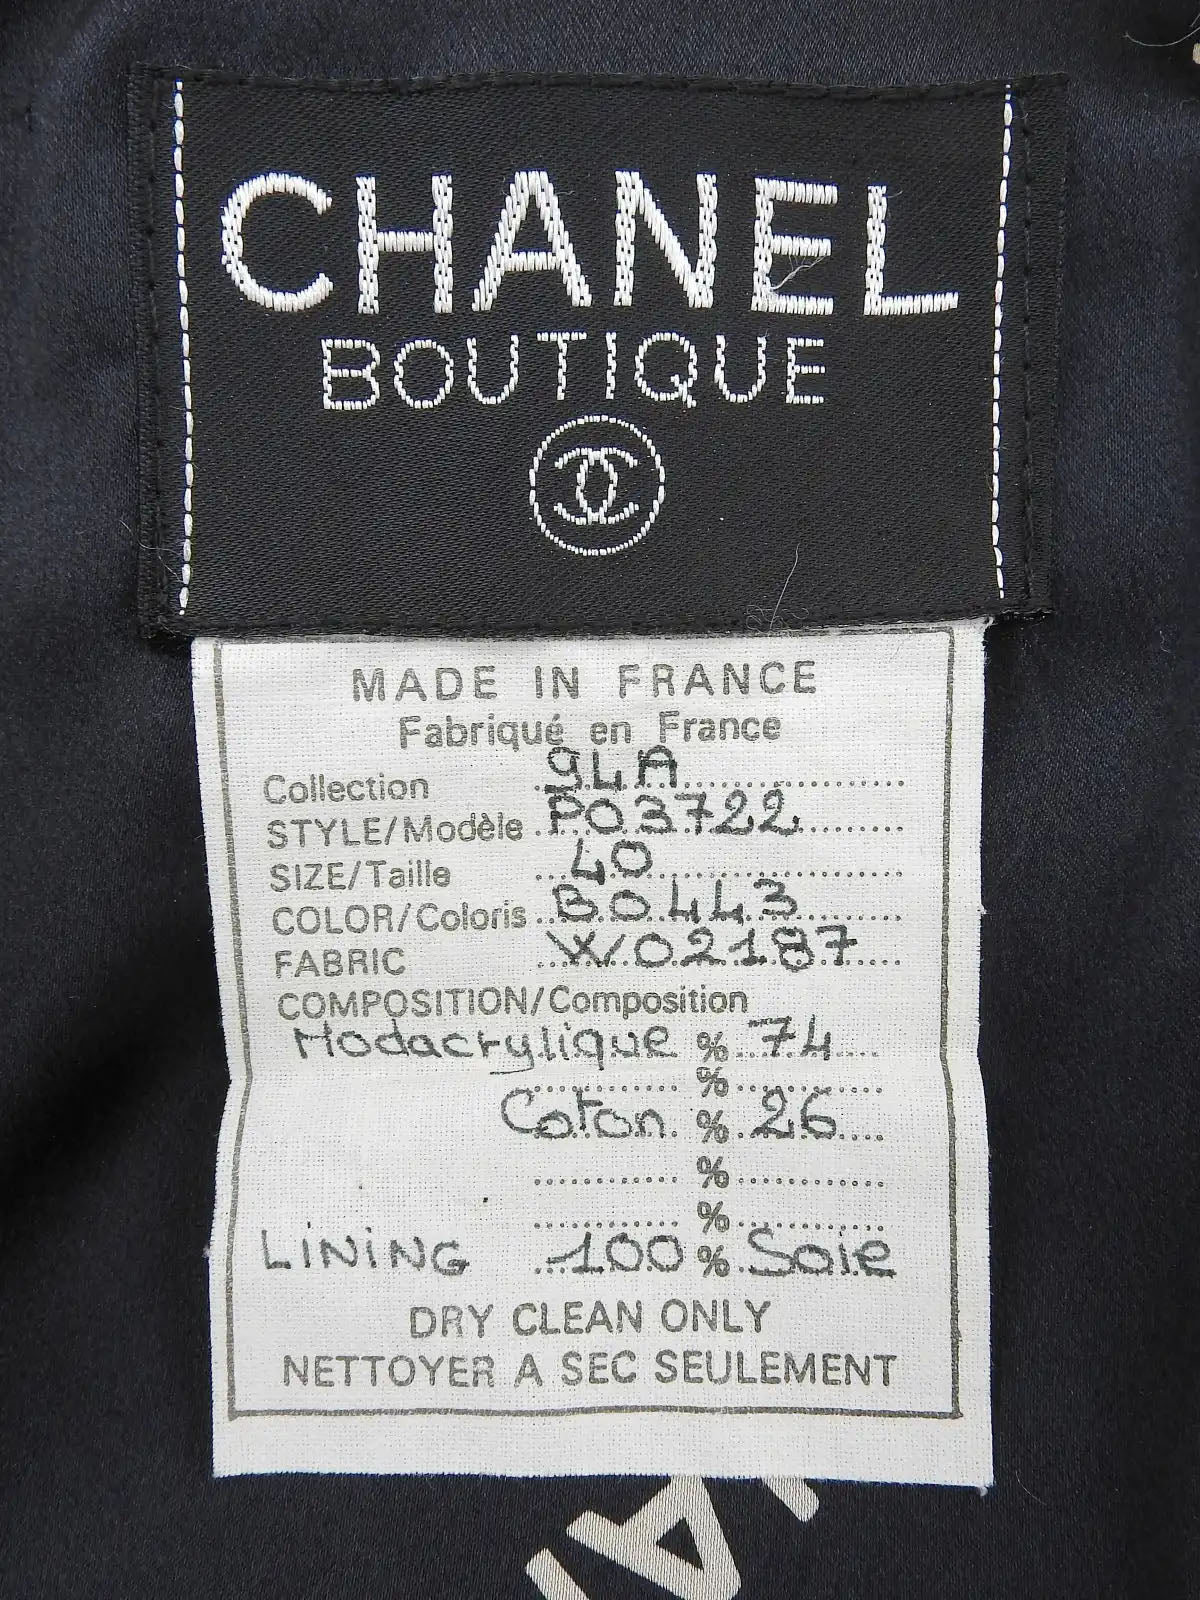 CHANEL
BOUTIQUE
MADE IN FRANCE
Fabriqué en France
Collection 94A
STYLE/Modèle P03722
SIZE/Taille 40
COLOR/Coloris B0443
FABRIC W02187
COMPOSITION/Composition
Modacrylique % 74
%
Coton % 26
%
%
LINING 100 % Soie
DRY CLEAN ONLY
NETTOYER A SEC SEULEMENT